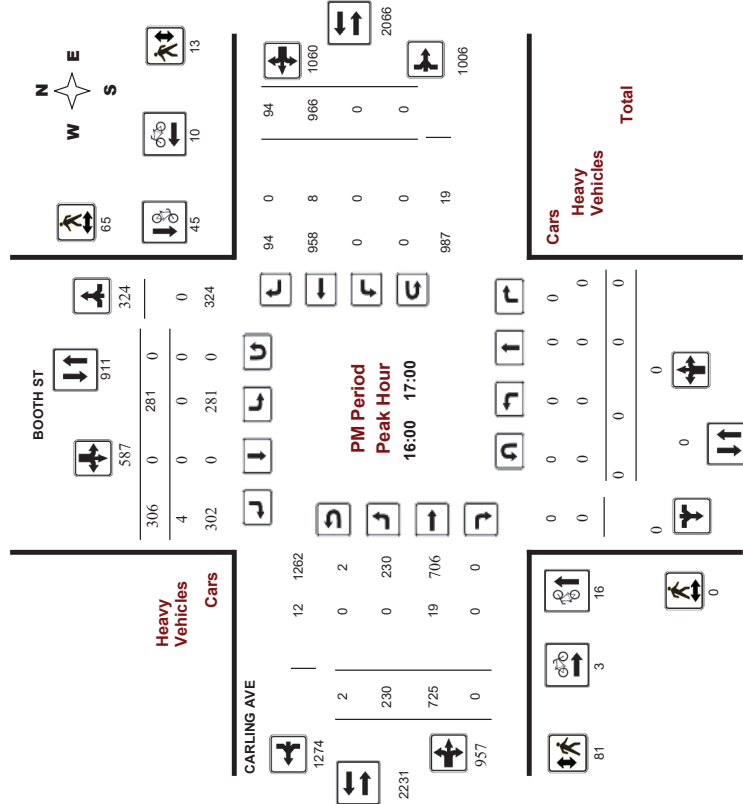 N
W E
S
65
13
45
10
BOOTH ST
587
911
324
306 0 281 0
4 0 0 0 0
302 0 281 0 324
Heavy
Vehicles
Cars
94 0 94
958 8 966
0 0 0
0 0 0
987 19 1006
1060
2066
PM Period
Peak Hour
16:00 17:00
CARLING AVE
1274
2231
957
12 1262
2 0 2
230 0 230
725 19 706
0 0 0
0 0 0 0 0
0 0 0 0 0
0 0 0 0
0 0 0
Cars
Heavy
Vehicles
Total
81
3
16
0